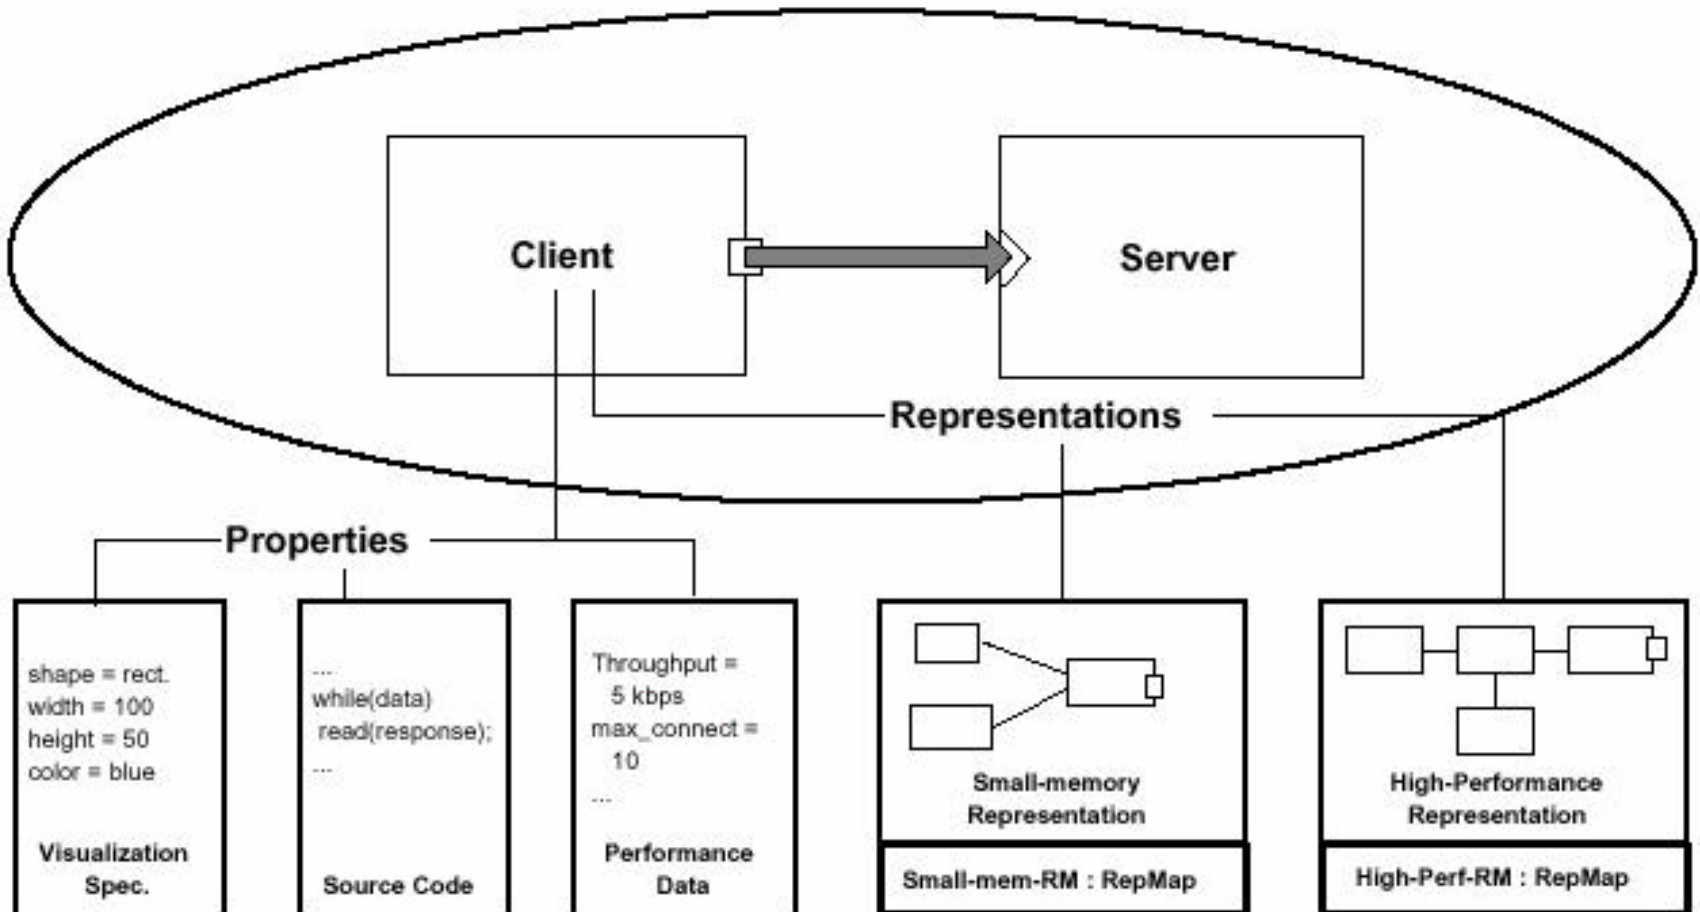 Client
Server
Representations
Properties
shape = rect.
width = 100
height = 50
color = blue
Visualization
Spec.
...
while(data)
read(response);
...
Source Code
Throughput =
5 kbps
max_connect =
10
...
Performance
Data
Small-memory
Representation
Small-mem-RM : RepMap
High-Performance
Representation
High-Perf-RM : RepMap